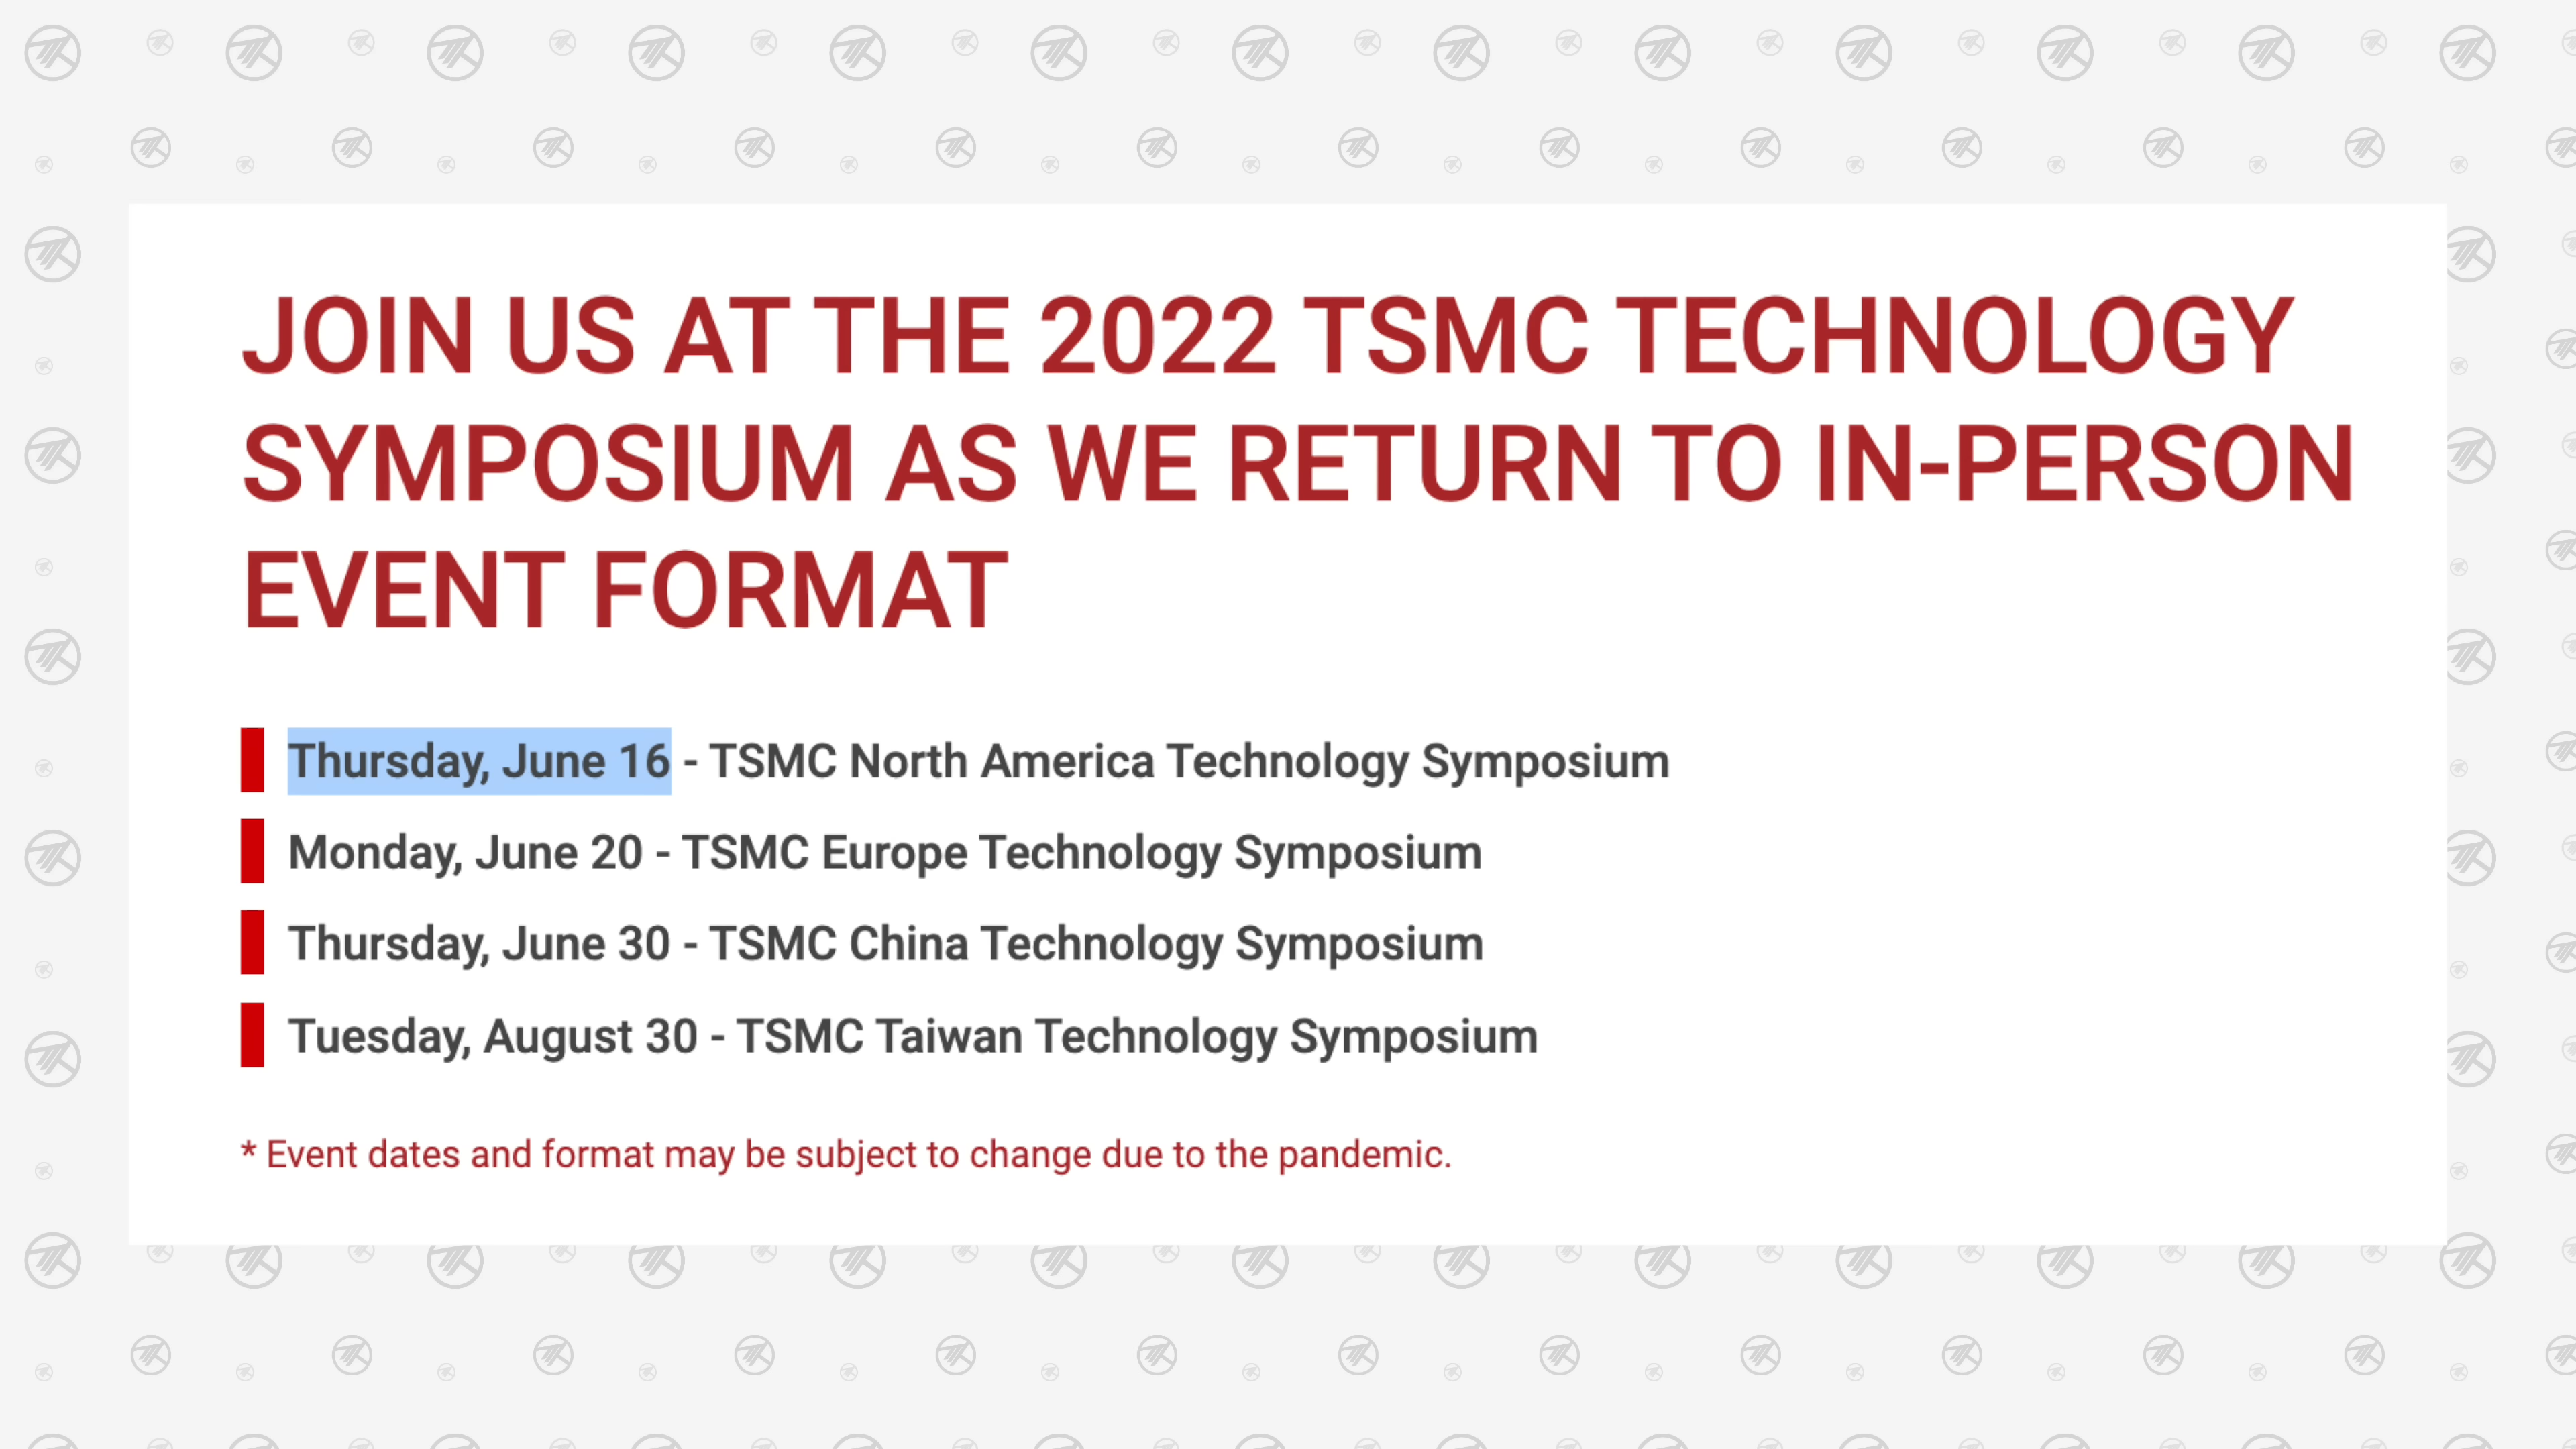 JOIN US AT THE 2022 TSMC TECHNOLOGY
SYMPOSIUM AS WE RETURN TO IN-PERSON
EVENT FORMAT
Thursday, June 16 - TSMC North America Technology Symposium
Monday, June 20 - TSMC Europe Technology Symposium
Thursday, June 30 - TSMC China Technology Symposium
Tuesday, August 30 - TSMC Taiwan Technology Symposium
* Event dates and format may be subject to change due to the pandemic.